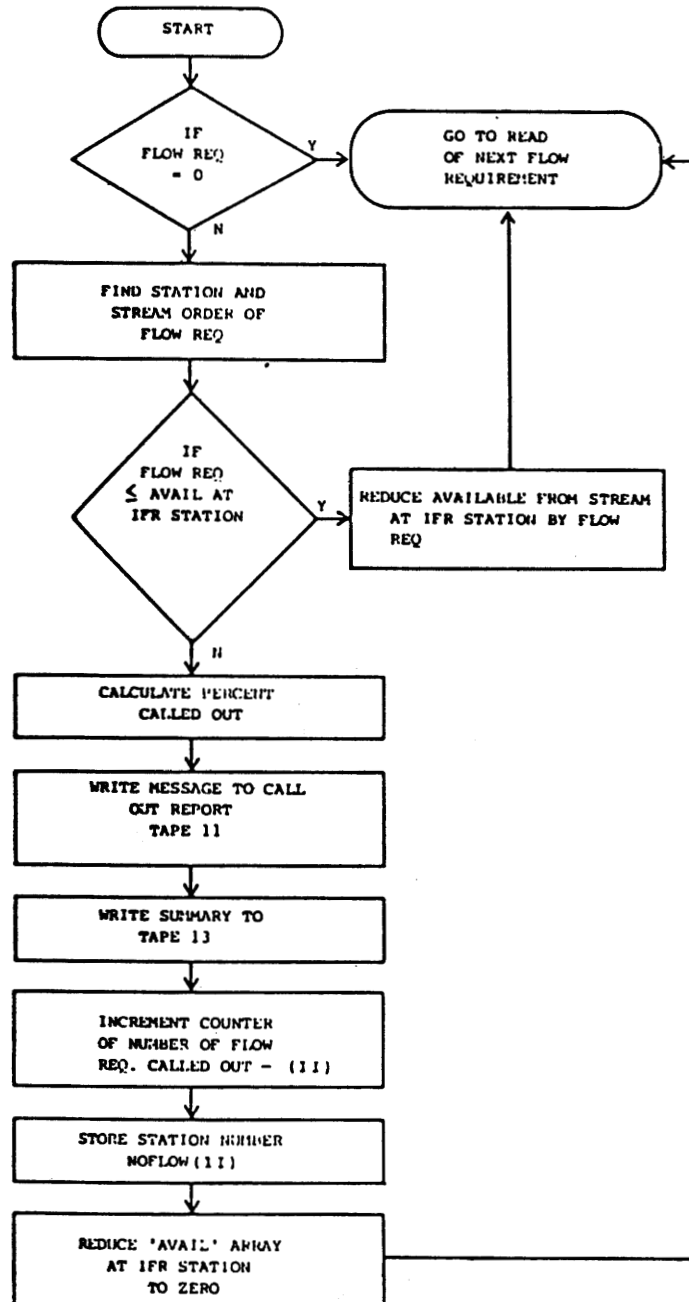 START
IF
FLOW REQ
= 0
Y
N
GO TO READ
OF NEXT FLOW
REQUIREMENT
FIND STATION AND
STREAM ORDER OF
FLOW REQ
IF
FLOW REQ
≤ AVAIL AT
IFR STATION
Y
N
REDUCE AVAILABLE FROM STREAM
AT IFR STATION BY FLOW
REQ
CALCULATE PERCENT
CALLED OUT
WRITE MESSAGE TO CALL
OUT REPORT
TAPE 11
WRITE SUMMARY TO
TAPE 13
INCREMENT COUNTER
OF NUMBER OF FLOW
REQ. CALLED OUT - (II)
STORE STATION NUMBER
NOFLOW(II)
REDUCE 'AVAIL' ARRAY
AT IFR STATION
TO ZERO